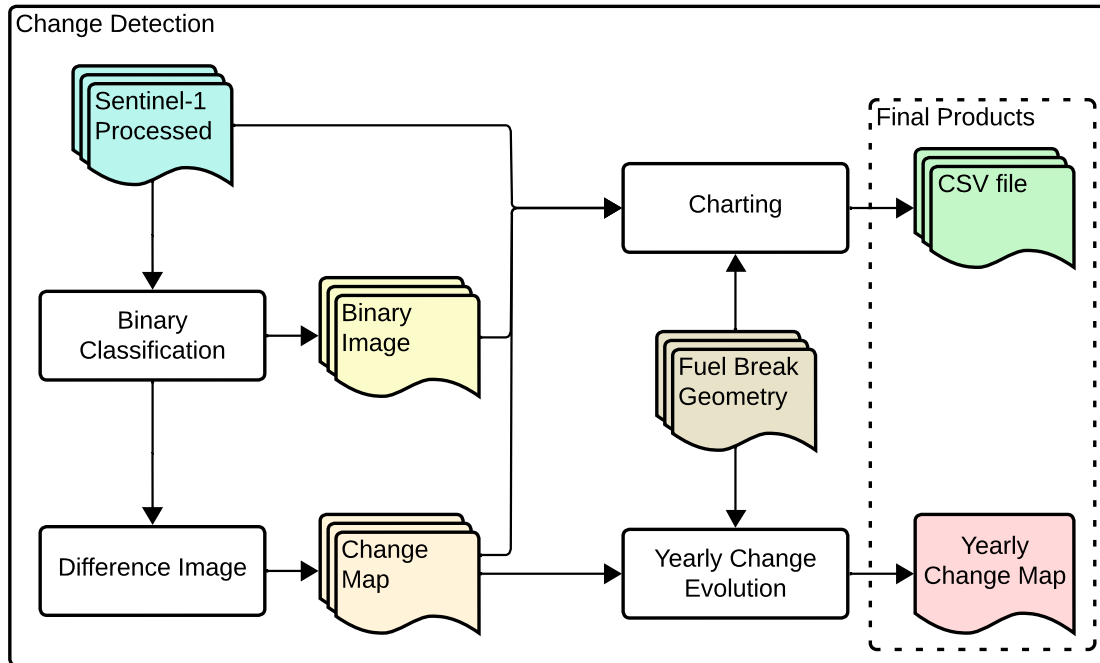 Change Detection
Sentinel-1
Processed
Final Products
CSV file
Charting
Binary
Classification
Binary
Image
Fuel Break
Geometry
Difference Image
Change
Map
Yearly Change
Evolution
Yearly
Change Map